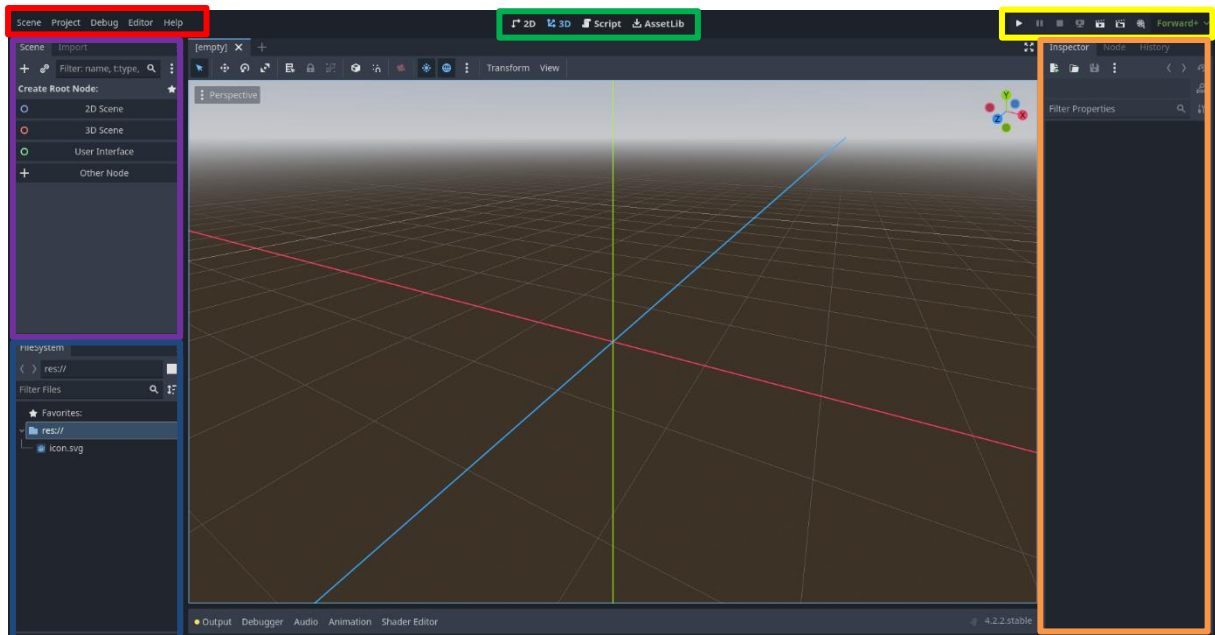 Scene Project Debug Editor Help
2D 3D Script AssetLib
Forward+
Scene Import
Filter: name, t:type,
Create Root Node:
2D Scene
3D Scene
User Interface
Other Node
FileSystem
res://
Filter Files
Favorites:
res://
icon.svg
[empty]
Transform View
Perspective
Y
X
Z
Output Debugger Audio Animation Shader Editor
4.2.2.stable
Inspector Node History
Filter Properties